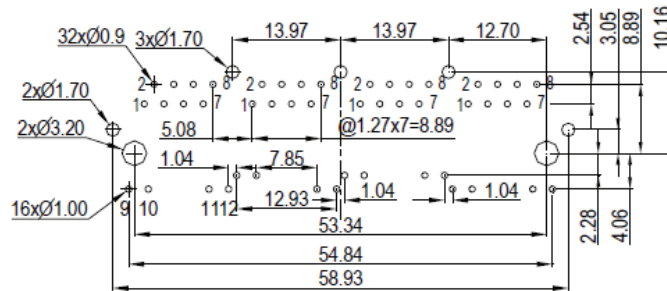 13.97 13.97 12.70
32xØ0.9 3xØ1.70
2.54 3.05 8.89 10.16
2 8 2 8 2 8 2 8
1 7 1 7 1 7 1 7
2xØ1.70
5.08 @1.27x7=8.89
2xØ3.20
1.04 7.85
12.93 1.04 1.04
16xØ1.00 9 10 1112
53.34
2.28 4.06
54.84
58.93